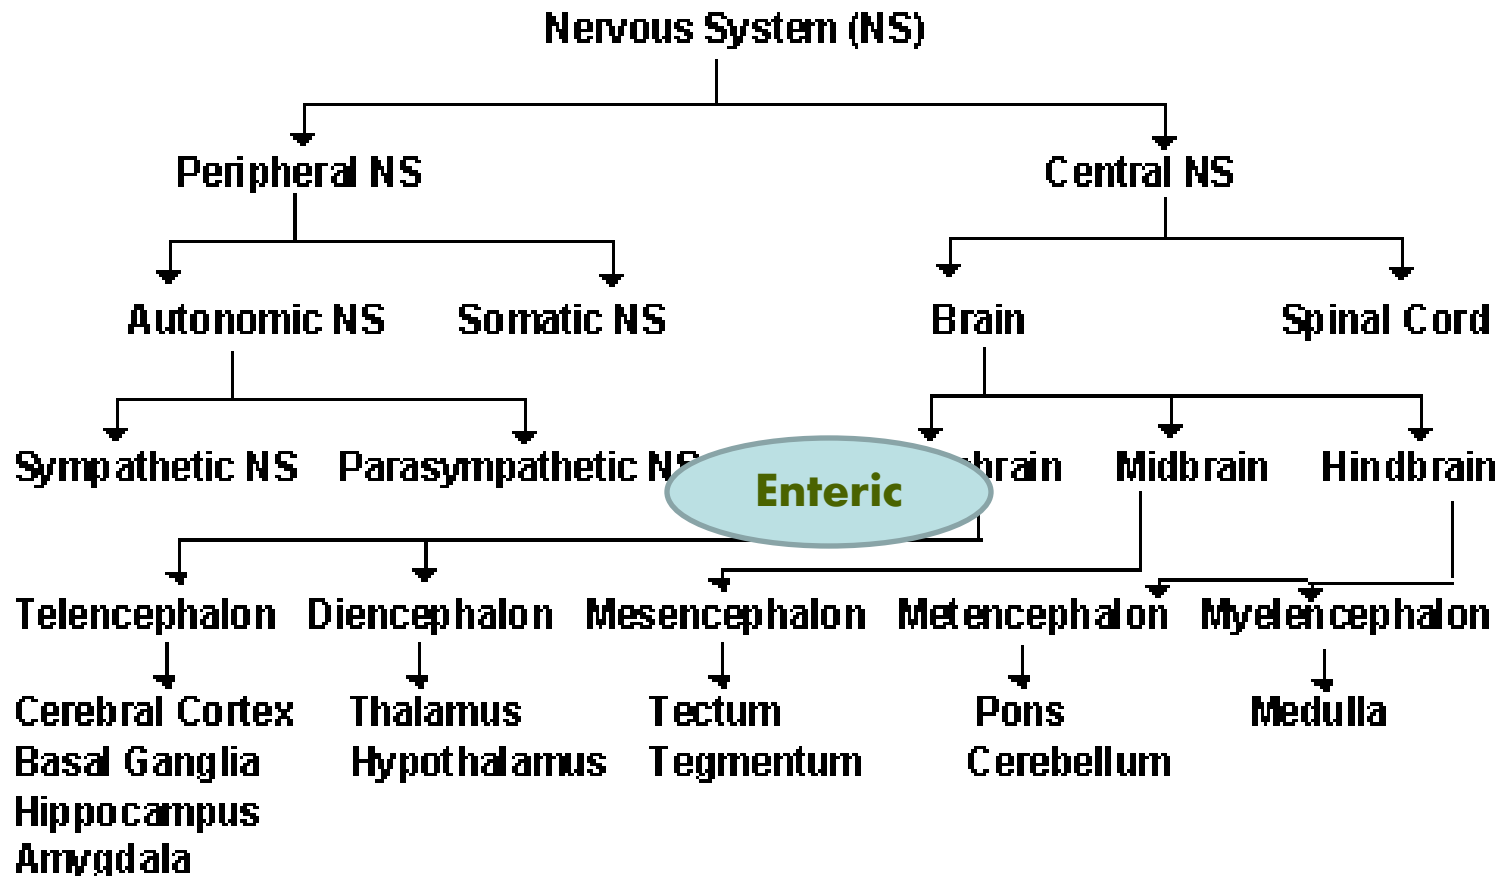 Nervous System (NS)
Peripheral NS Central NS
Autonomic NS Somatic NS Brain Spinal Cord
Sympathetic NS Parasympathetic NS Midbrain Hindbrain
Enteric
Telencephalon Diencephalon Mesencephalon Metencephalon Myelencephalon
Cerebral Cortex Thalamus Tectum Pons Medulla
Basal Ganglia Hypothalamus Tegmentum Cerebellum
Hippocampus
Amygdala